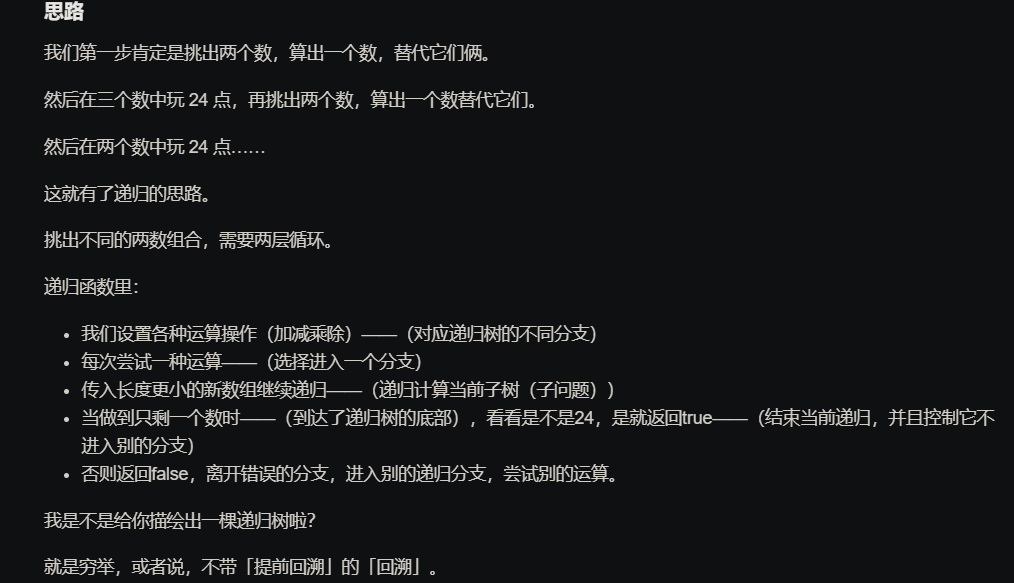 思路
我们第一步肯定是挑出两个数，算出一个数，替代它们俩。
然后在三个数中玩 24 点，再挑出两个数，算出一个数替代它们。
然后在两个数中玩 24 点……
这就有了递归的思路。
挑出不同的两数组合，需要两层循环。
递归函数里：
• 我们设置各种运算操作（加减乘除）——（对应递归树的不同分支）
• 每次尝试一种运算——（选择进入一个分支）
• 传入长度更小的新数组继续递归——（递归计算当前子树（子问题））
• 当做到只剩一个数时——（到达了递归树的底部），看看是不是24，是就返回true——（结束当前递归，并且控制它不
进入别的分支）
• 否则返回false，离开错误的分支，进入别的递归分支，尝试别的运算。
我是不是给你描绘出一棵递归树啦？
就是穷举，或者说，不带「提前回溯」的「回溯」。